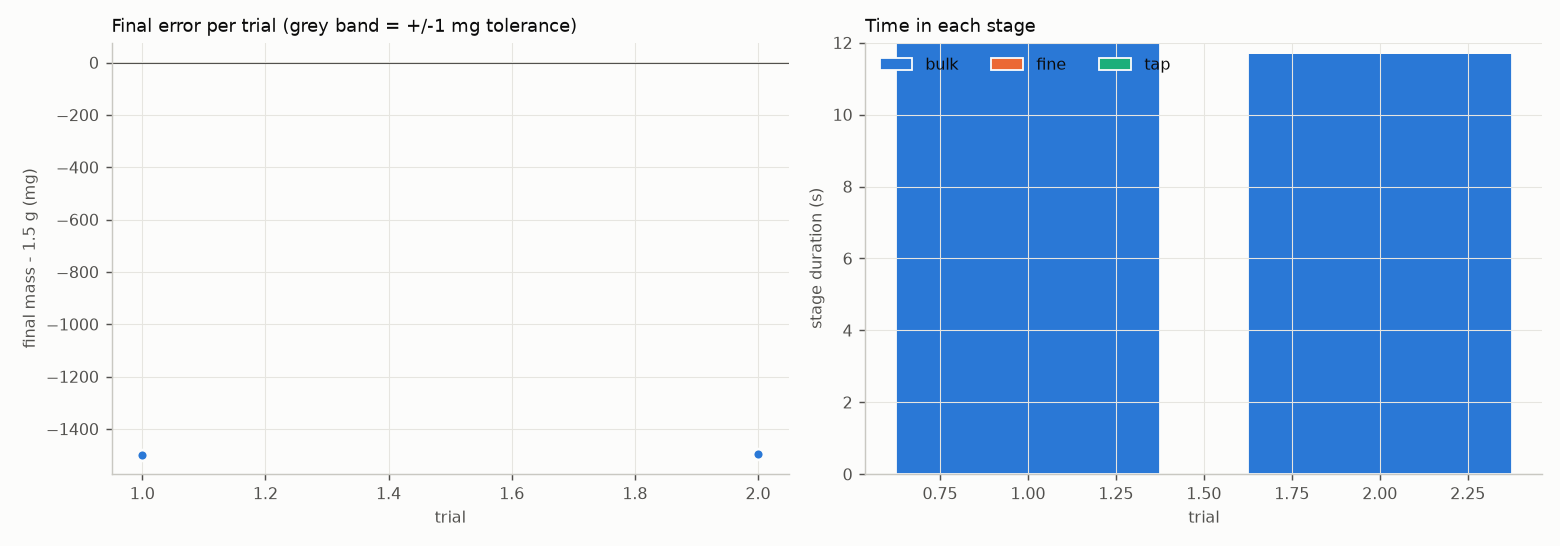 Final error per trial (grey band = +/-1 mg tolerance)
0
−200
−400
−600
−800
−1000
−1200
−1400
final mass - 1.5 g (mg)
1.0 1.2 1.4 1.6 1.8 2.0
trial
Time in each stage
bulk fine tap
12
10
8
6
4
2
0
stage duration (s)
0.75 1.00 1.25 1.50 1.75 2.00 2.25
trial